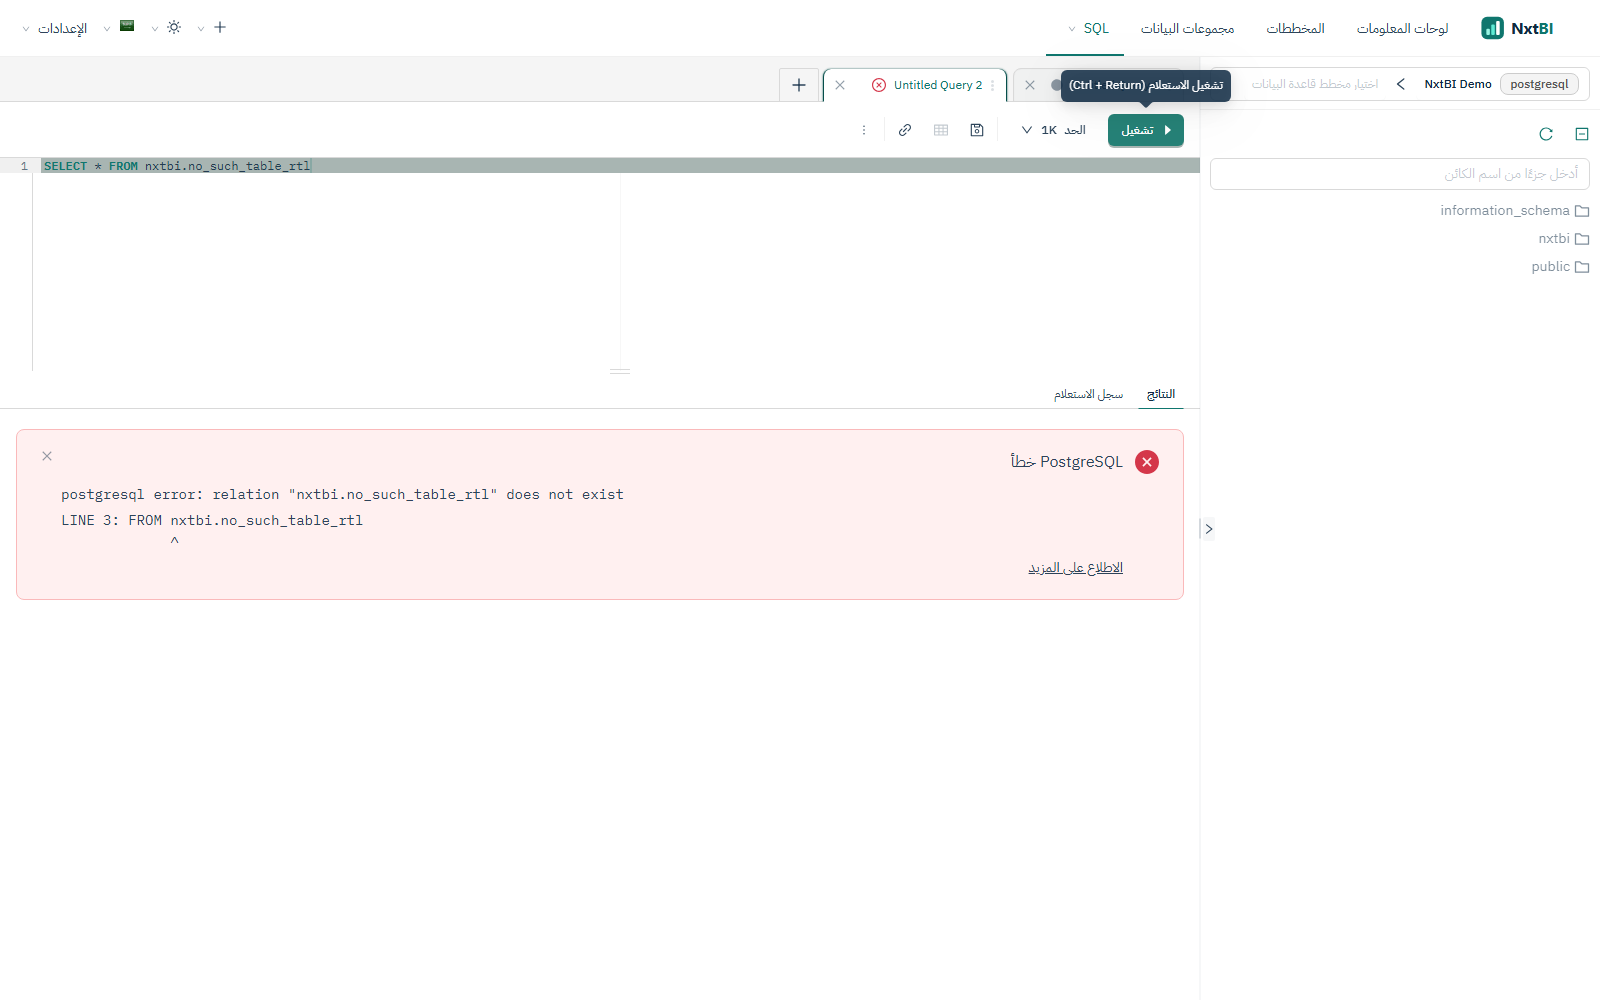 NxtBI
لوحات المعلومات
المخططات
مجموعات البيانات
SQL
الإعدادات
postgresql
NxtBI Demo
اختيار مخطط قاعدة البيانات
تشغيل الاستعلام (Ctrl + Return)
Untitled Query 2
تشغيل
الحد 1K
أدخل جزءًا من اسم الكائن
information_schema
nxtbi
public
1 SELECT * FROM nxtbi.no_such_table_rtl
النتائج
سجل الاستعلام
PostgreSQL خطأ
postgresql error: relation "nxtbi.no_such_table_rtl" does not exist
LINE 3: FROM nxtbi.no_such_table_rtl
^
الاطلاع على المزيد